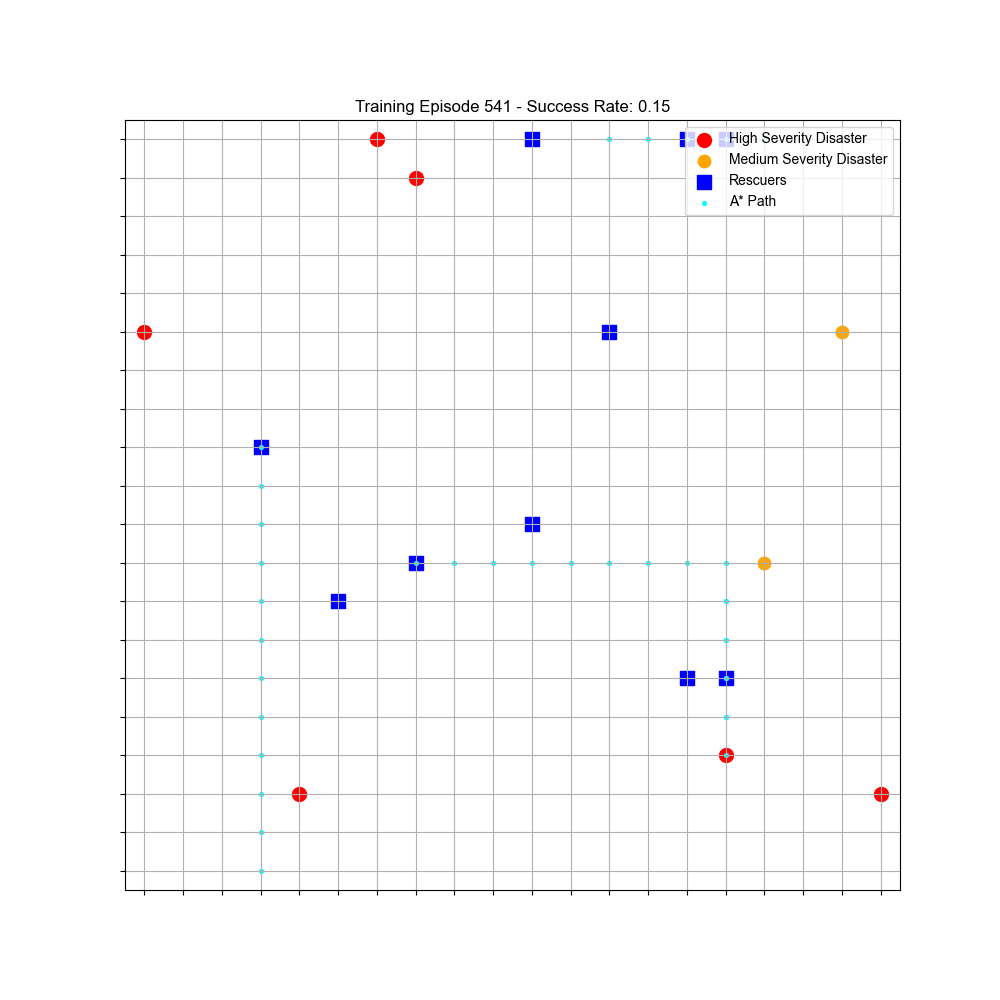 Training Episode 541 - Success Rate: 0.15
High Severity Disaster
Medium Severity Disaster
Rescuers
A* Path